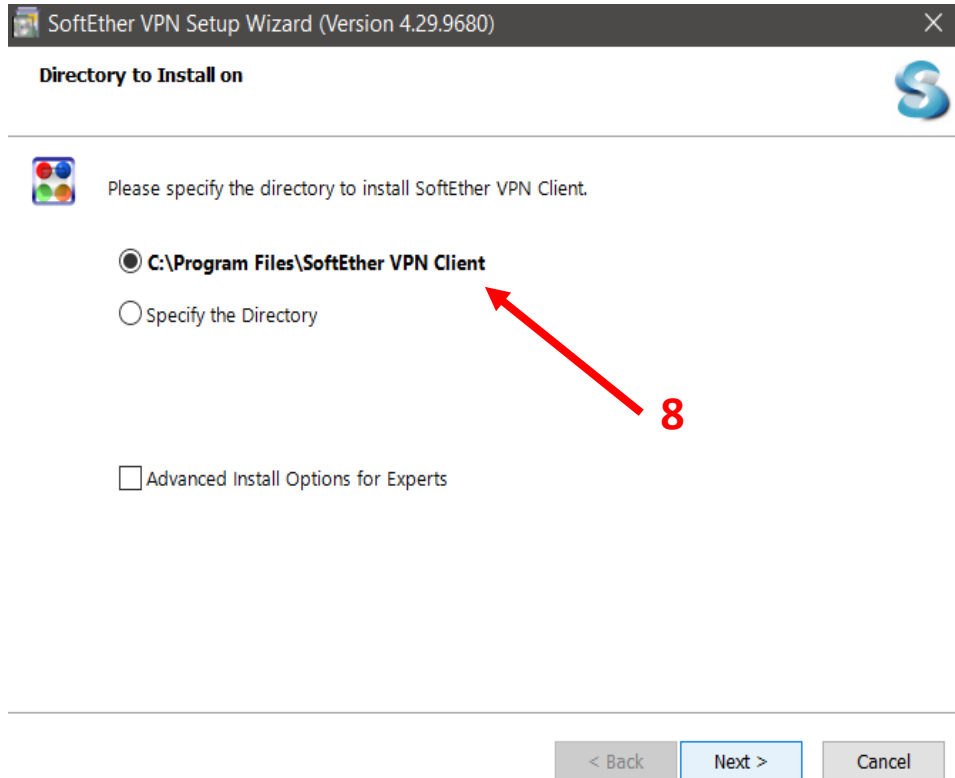 SoftEther VPN Setup Wizard (Version 4.29.9680)
Directory to Install on
Please specify the directory to install SoftEther VPN Client.
C:\Program Files\SoftEther VPN Client
Specify the Directory
8
Advanced Install Options for Experts
< Back Next > Cancel